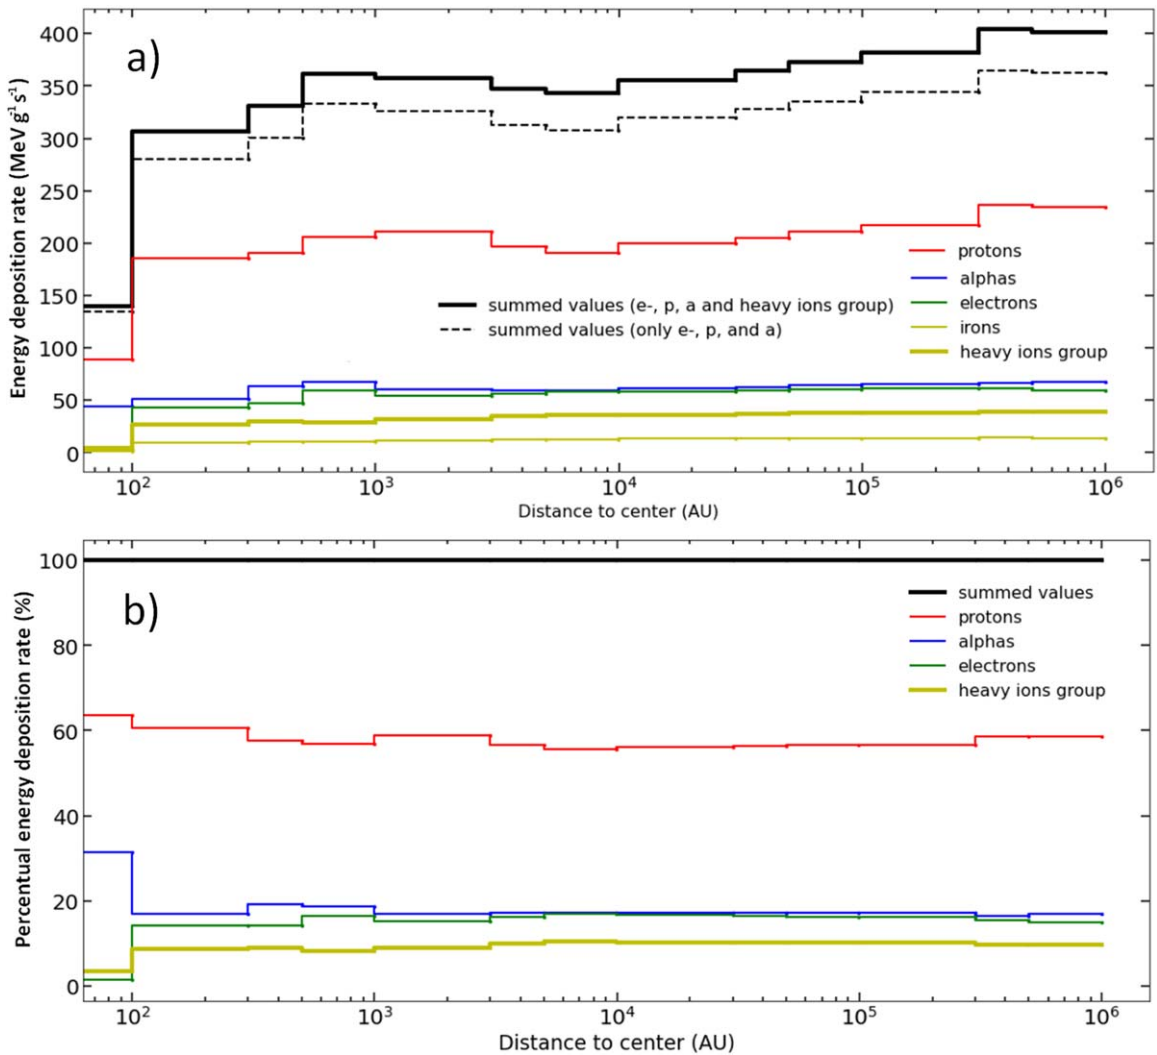 a)
Energy deposition rate (MeV g⁻¹ s⁻¹)
400
350
300
250
200
150
100
50
0
protons
alphas
electrons
irons
heavy ions group
summed values (e-, p, a and heavy ions group)
summed values (only e-, p, and a)
10²
10³
10⁴
10⁵
10⁶
Distance to center (AU)
b)
Percentual energy deposition rate (%)
100
80
60
40
20
0
summed values
protons
alphas
electrons
heavy ions group
10²
10³
10⁴
10⁵
10⁶
Distance to center (AU)